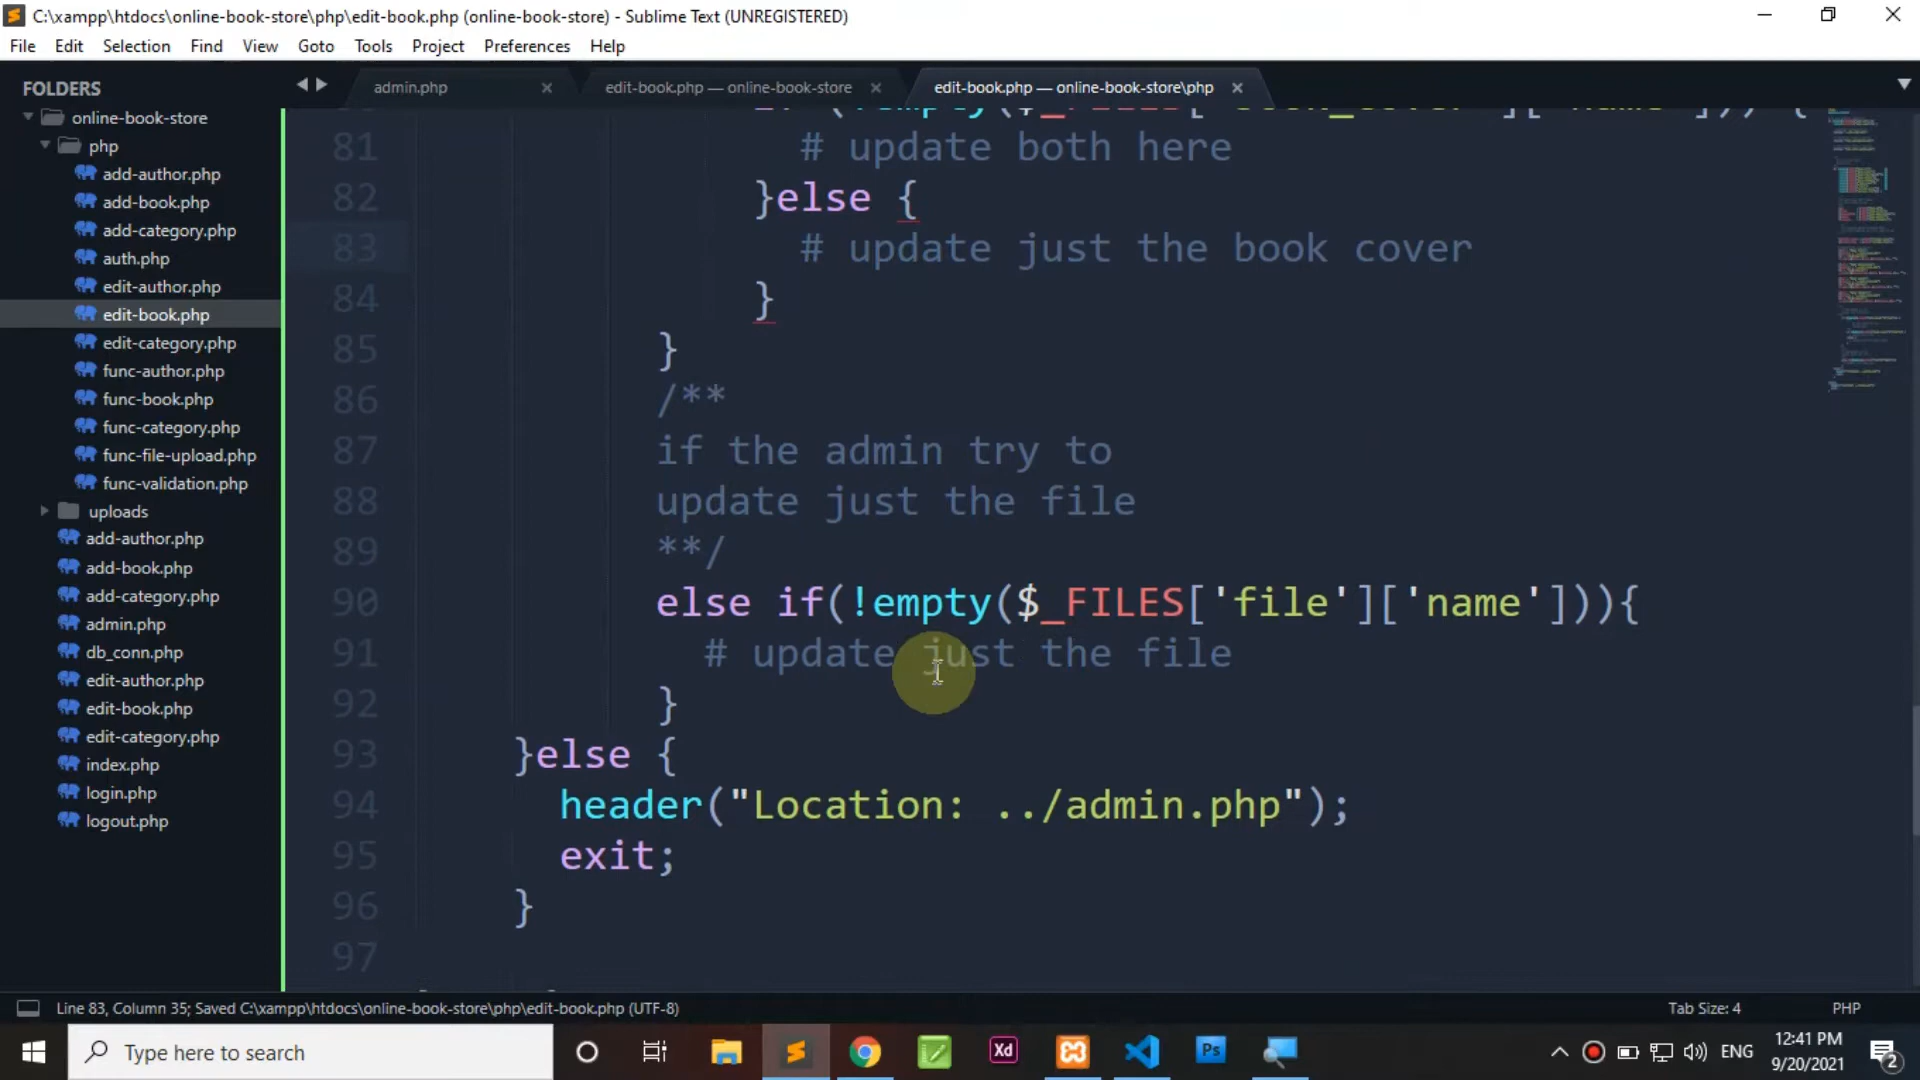 C:\xampp\htdocs\online-book-store\php\edit-book.php (online-book-store) - Sublime Text (UNREGISTERED)
File Edit Selection Find View Goto Tools Project Preferences Help
FOLDERS
online-book-store
php
add-author.php
add-book.php
add-category.php
auth.php
edit-author.php
edit-book.php
edit-category.php
func-author.php
func-book.php
func-category.php
func-file-upload.php
func-validation.php
uploads
add-author.php
add-book.php
add-category.php
admin.php
db_conn.php
edit-author.php
edit-book.php
edit-category.php
index.php
login.php
logout.php
admin.php
edit-book.php — online-book-store
edit-book.php — online-book-store\php
81 # update both here
82 }else {
83 # update just the book cover
84 }
85 }
86 /**
87 if the admin try to
88 update just the file
89 **/
90 else if(!empty($_FILES['file']['name'])){
91 # update just the file
92 }
93 }else {
94 header("Location: ../admin.php");
95 exit;
96 }
97
Line 83, Column 35; Saved C:\xampp\htdocs\online-book-store\php\edit-book.php (UTF-8)
Tab Size: 4
PHP
Type here to search
Xd
Ps
ENG
12:41 PM
9/20/2021
2